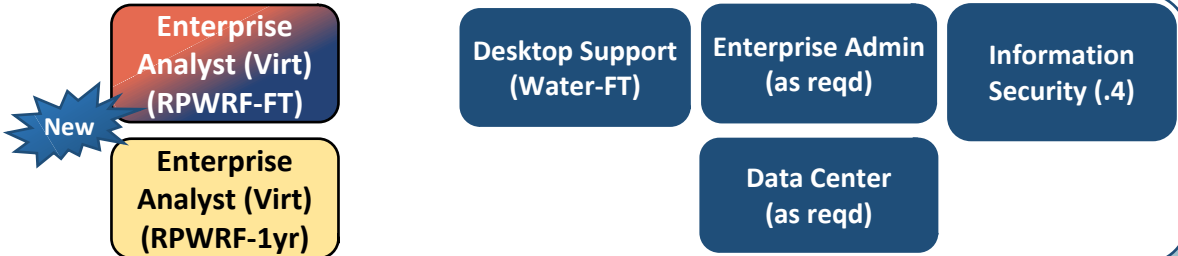 Enterprise
Analyst (Virt)
(RPWRF-FT)
New
Enterprise
Analyst (Virt)
(RPWRF-1yr)
Desktop Support
(Water-FT)
Enterprise Admin
(as reqd)
Data Center
(as reqd)
Information
Security (.4)